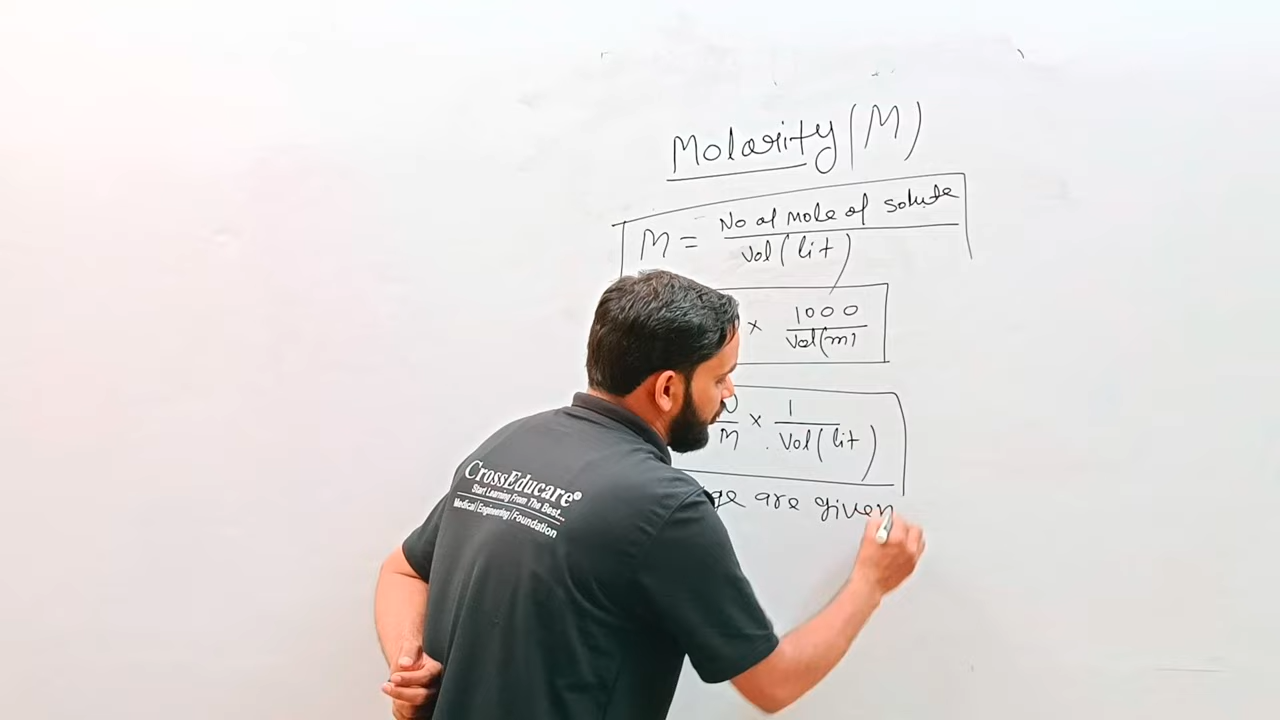 Molarity (M)
M = No of mole of solute / Vol (lit)
x 1000 / Vol (m)
M x 1 / Vol (lit)
are given
CrossEducare®
Start Learning From The Best...
Medical | Engineering | Foundation